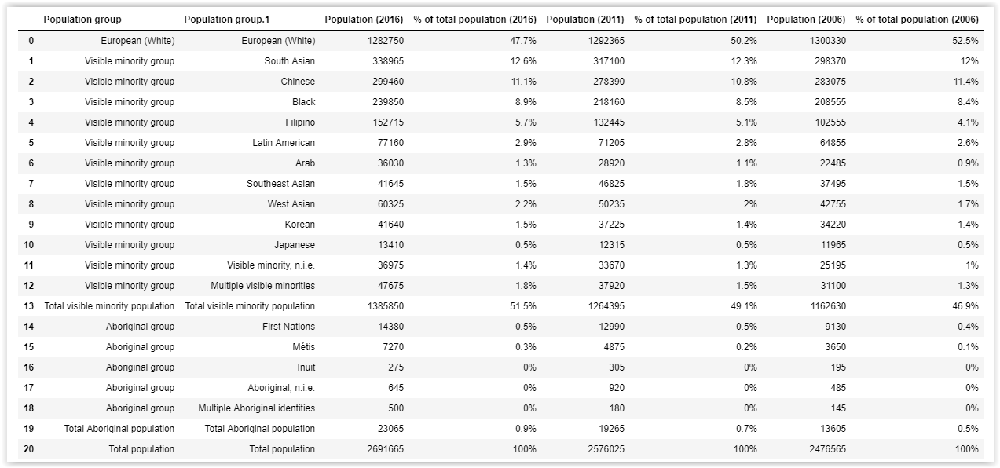 Population group Population group.1 Population (2016) % of total population (2016) Population (2011) % of total population (2011) Population (2006) % of total population (2006)
0 European (White) European (White) 1282750 47.7% 1292365 50.2% 1300330 52.5%
1 Visible minority group South Asian 338965 12.6% 317100 12.3% 298370 12%
2 Visible minority group Chinese 299460 11.1% 278390 10.8% 283075 11.4%
3 Visible minority group Black 239850 8.9% 218160 8.5% 208555 8.4%
4 Visible minority group Filipino 152715 5.7% 132445 5.1% 102555 4.1%
5 Visible minority group Latin American 77160 2.9% 71205 2.8% 64855 2.6%
6 Visible minority group Arab 36030 1.3% 28920 1.1% 22485 0.9%
7 Visible minority group Southeast Asian 41645 1.5% 46825 1.8% 37495 1.5%
8 Visible minority group West Asian 60325 2.2% 50235 2% 42755 1.7%
9 Visible minority group Korean 41640 1.5% 37225 1.4% 34220 1.4%
10 Visible minority group Japanese 13410 0.5% 12315 0.5% 11965 0.5%
11 Visible minority group Visible minority, n.i.e. 36975 1.4% 33670 1.3% 25195 1%
12 Visible minority group Multiple visible minorities 47675 1.8% 37920 1.5% 31100 1.3%
13 Total visible minority population Total visible minority population 1385850 51.5% 1264395 49.1% 1162630 46.9%
14 Aboriginal group First Nations 14380 0.5% 12990 0.5% 9130 0.4%
15 Aboriginal group Métis 7270 0.3% 4875 0.2% 3650 0.1%
16 Aboriginal group Inuit 275 0% 305 0% 195 0%
17 Aboriginal group Aboriginal, n.i.e. 645 0% 920 0% 485 0%
18 Aboriginal group Multiple Aboriginal identities 500 0% 180 0% 145 0%
19 Total Aboriginal population Total Aboriginal population 23065 0.9% 19265 0.7% 13605 0.5%
20 Total population Total population 2691665 100% 2576025 100% 2476565 100%